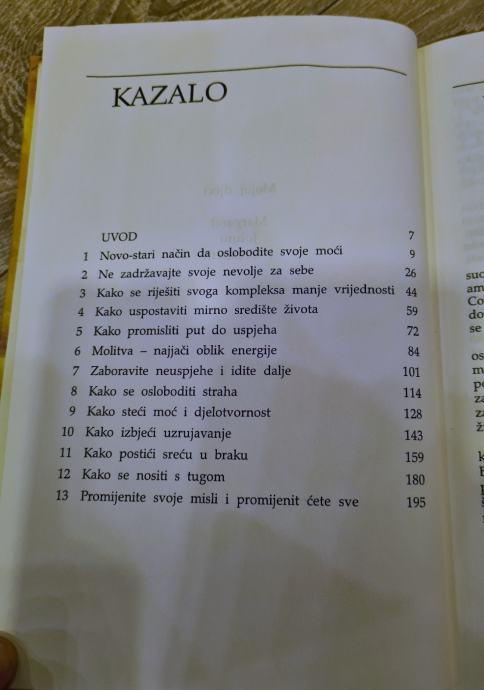 KAZALO
UVOD 7
1 Novo-stari način da oslobodite svoje moći 9
2 Ne zadržavajte svoje nevolje za sebe 26
3 Kako se riješiti svoga kompleksa manje vrijednosti 44
4 Kako uspostaviti mirno središte života 59
5 Kako promisliti put do uspjeha 72
6 Molitva – najjači oblik energije 84
7 Zaboravite neuspjehe i idite dalje 101
8 Kako se osloboditi straha 114
9 Kako steći moć i djelotvornost 128
10 Kako izbjeći uzrujavanje 143
11 Kako postići sreću u braku 159
12 Kako se nositi s tugom 180
13 Promijenite svoje misli i promijenit ćete sve 195